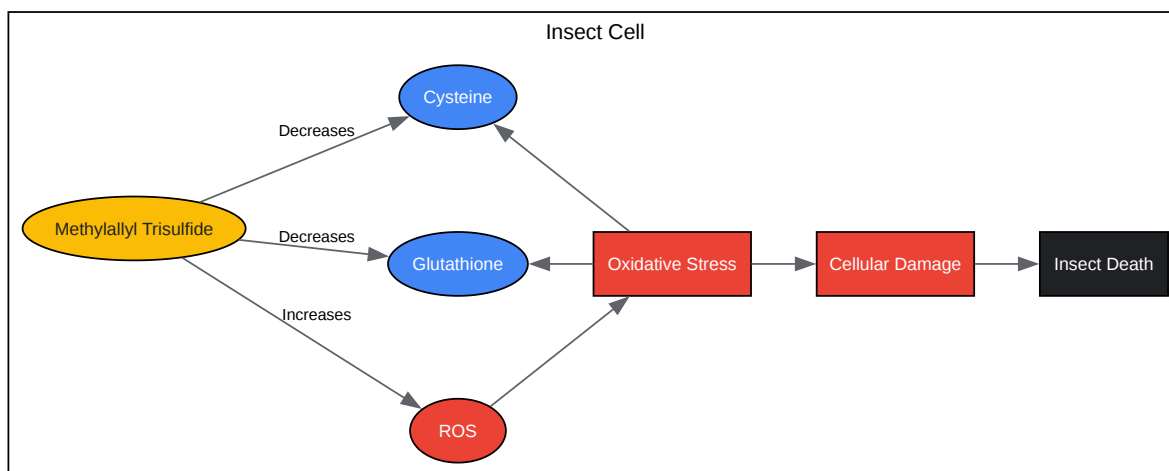 Insect Cell
Cysteine
Decreases
Methylallyl Trisulfide
Decreases
Glutathione
Oxidative Stress
Cellular Damage
Insect Death
Increases
ROS